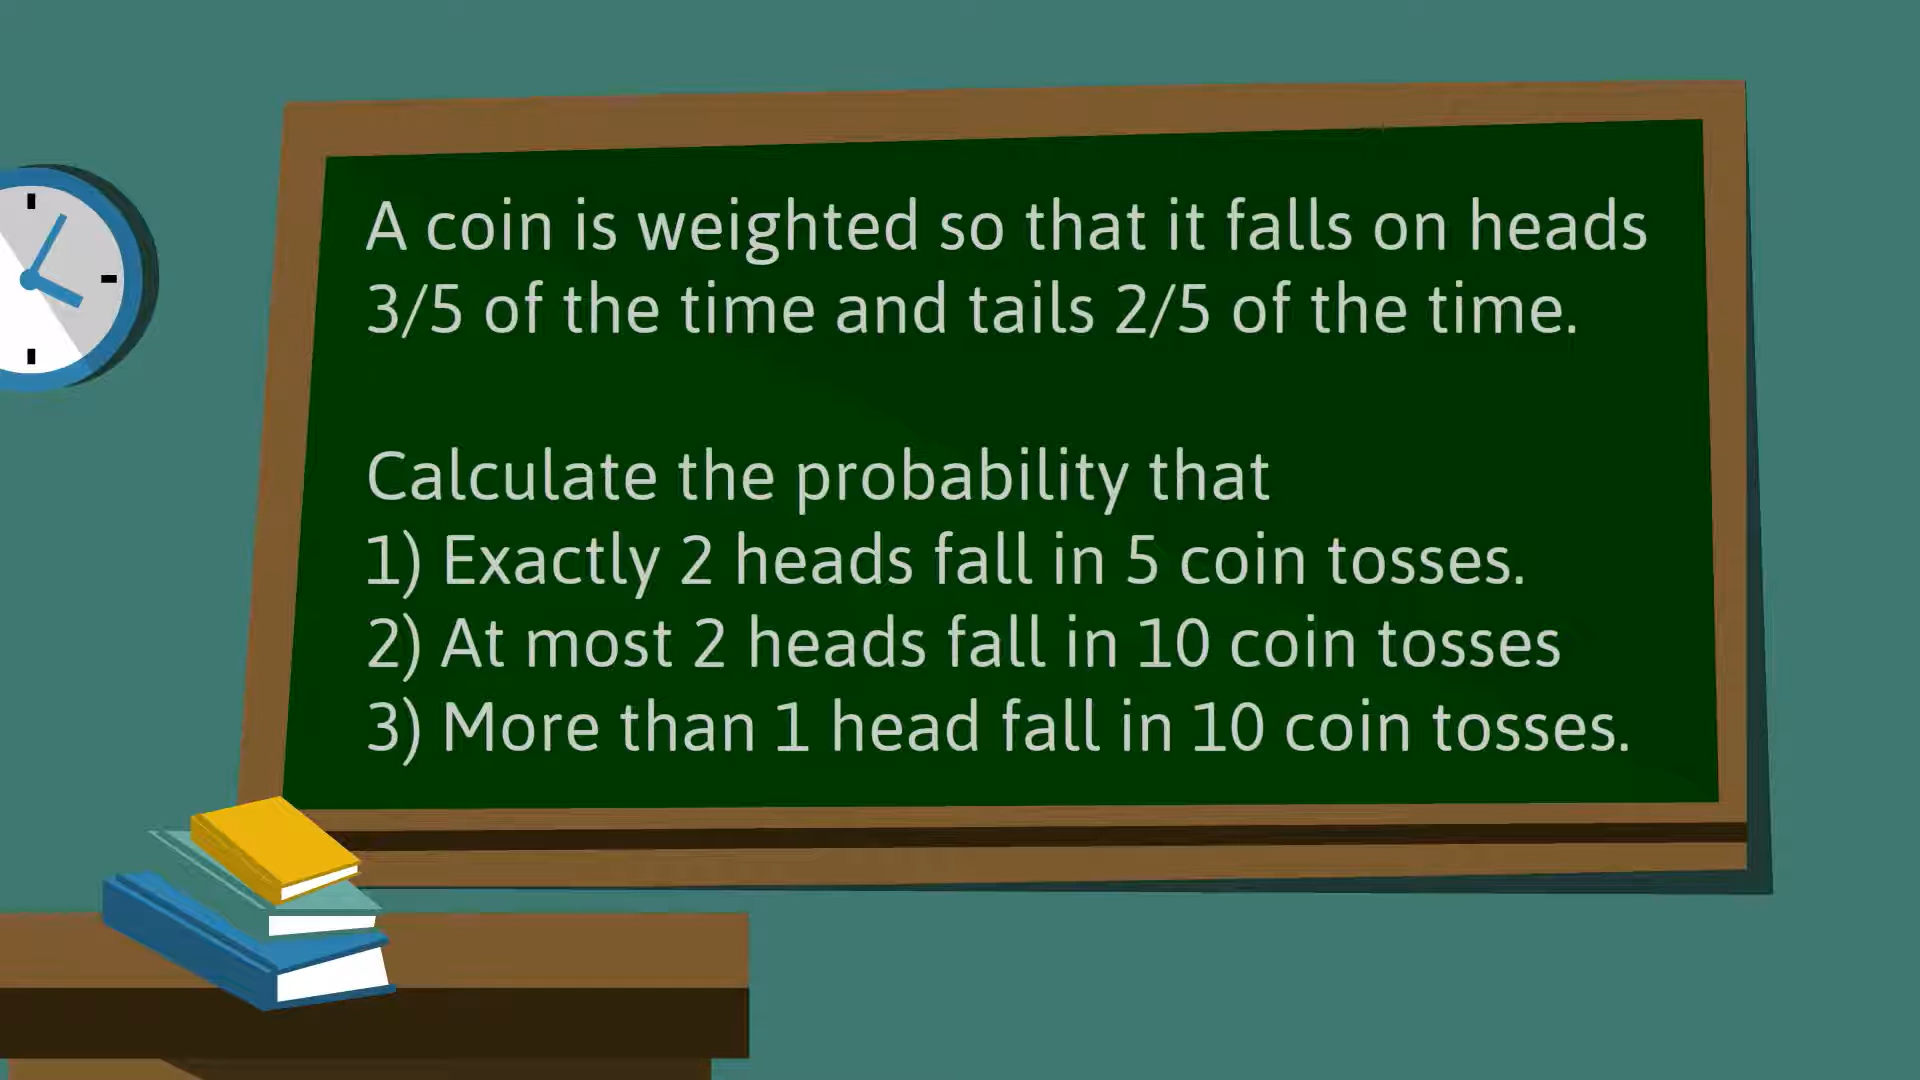 A coin is weighted so that it falls on heads
3/5 of the time and tails 2/5 of the time.
Calculate the probability that
1) Exactly 2 heads fall in 5 coin tosses.
2) At most 2 heads fall in 10 coin tosses
3) More than 1 head fall in 10 coin tosses.